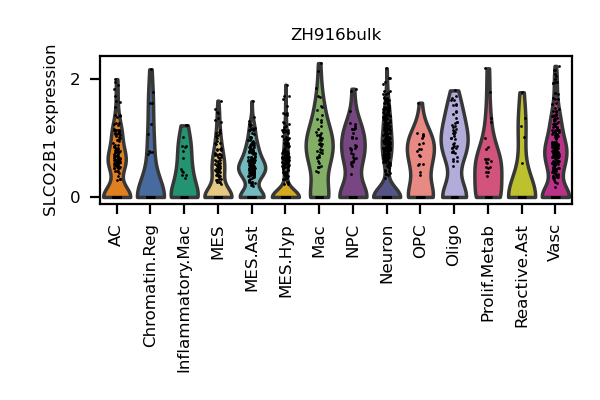 ZH916bulk
SLCO2B1 expression
2
0
AC
Chromatin.Reg
Inflammatory.Mac
MES
MES.Ast
MES.Hyp
Mac
NPC
Neuron
OPC
Oligo
Prolif.Metab
Reactive.Ast
Vasc